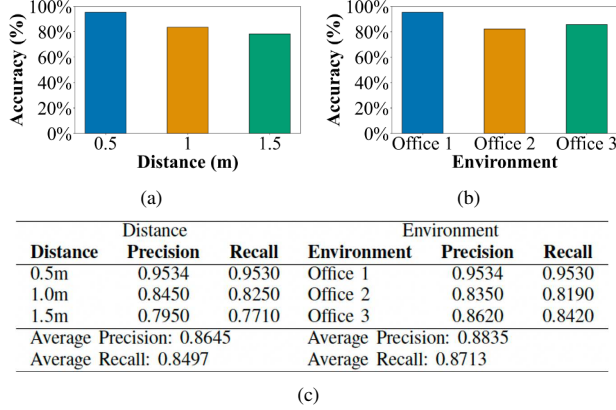 Accuracy (%)
100%
80%
60%
40%
20%
0%
0.5 1 1.5
Distance (m)
(a)
Accuracy (%)
100%
80%
60%
40%
20%
0%
Office 1 Office 2 Office 3
Environment
(b)
Distance Environment
Distance Precision Recall Environment Precision Recall
0.5m 0.9534 0.9530 Office 1 0.9534 0.9530
1.0m 0.8450 0.8250 Office 2 0.8350 0.8190
1.5m 0.7950 0.7710 Office 3 0.8620 0.8420
Average Precision: 0.8645 Average Precision: 0.8835
Average Recall: 0.8497 Average Recall: 0.8713
(c)